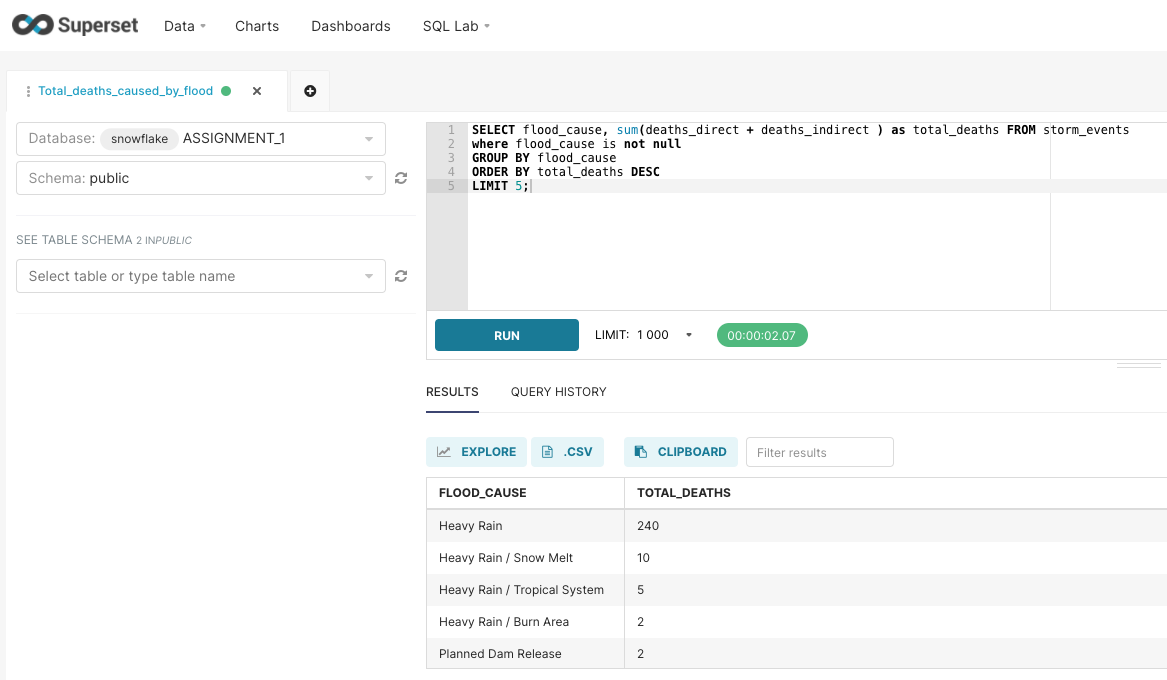 Superset Data Charts Dashboards SQL Lab
Total_deaths_caused_by_flood
Database: snowflake ASSIGNMENT_1
Schema: public
SEE TABLE SCHEMA 2 IN PUBLIC
Select table or type table name
1 SELECT flood_cause, sum(deaths_direct + deaths_indirect ) as total_deaths FROM storm_events
2 where flood_cause is not null
3 GROUP BY flood_cause
4 ORDER BY total_deaths DESC
5 LIMIT 5;
RUN LIMIT: 1 000 00:00:02.07
RESULTS QUERY HISTORY
EXPLORE .CSV CLIPBOARD Filter results
FLOOD_CAUSE TOTAL_DEATHS
Heavy Rain 240
Heavy Rain / Snow Melt 10
Heavy Rain / Tropical System 5
Heavy Rain / Burn Area 2
Planned Dam Release 2